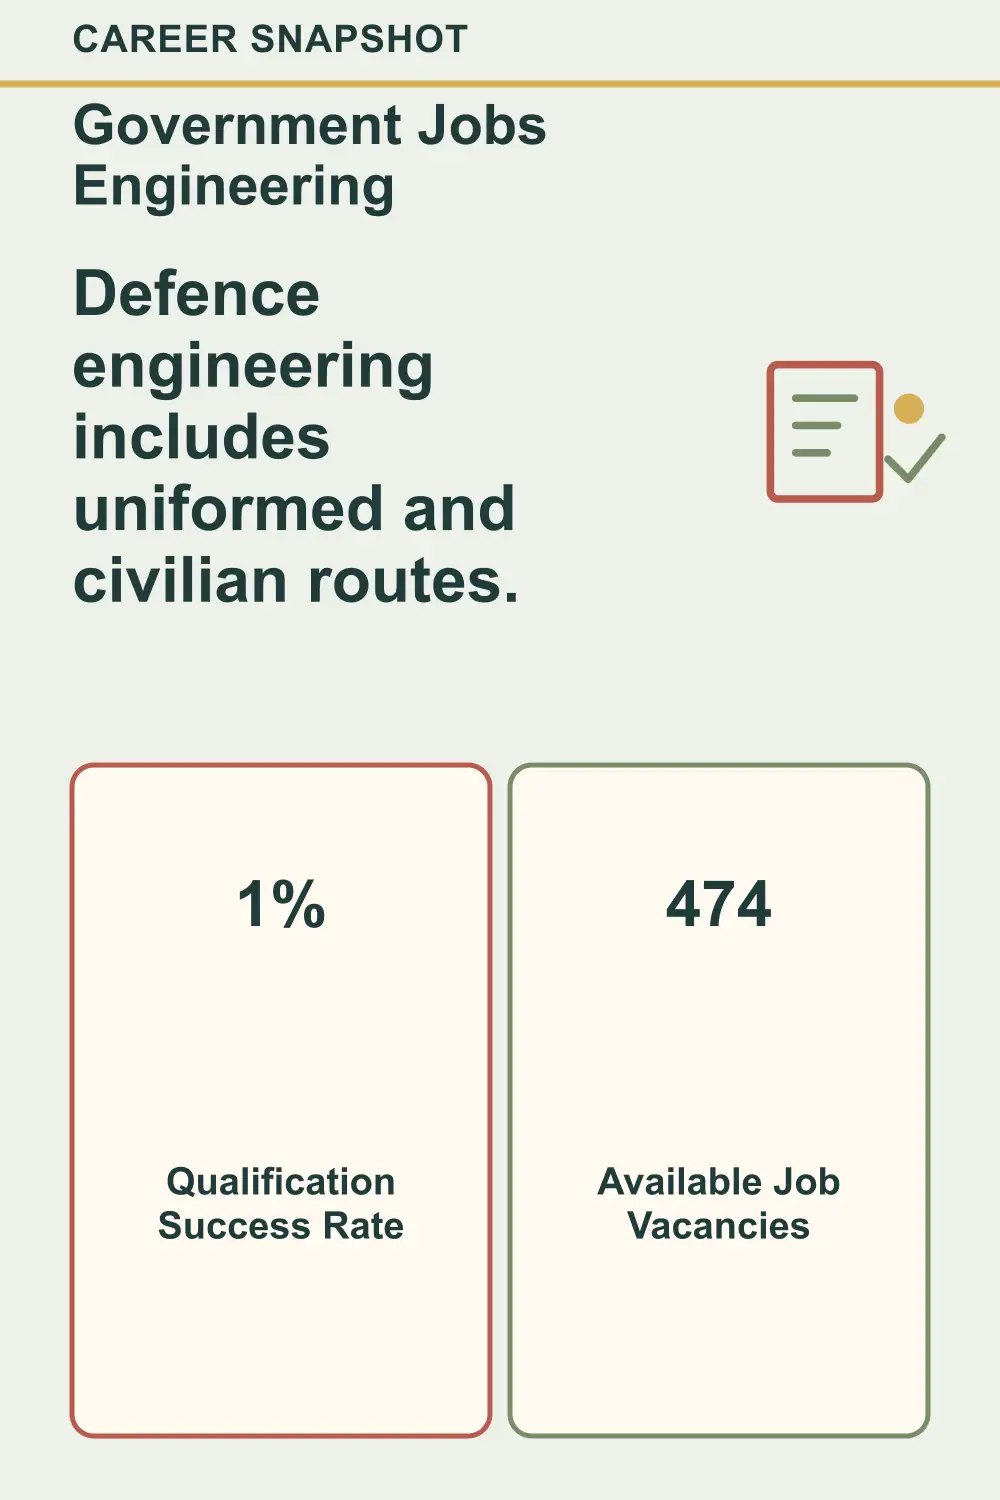 CAREER SNAPSHOT
Government Jobs
Engineering
Defence
engineering
includes
uniformed and
civilian routes.
1%
Qualification
Success Rate
474
Available Job
Vacancies